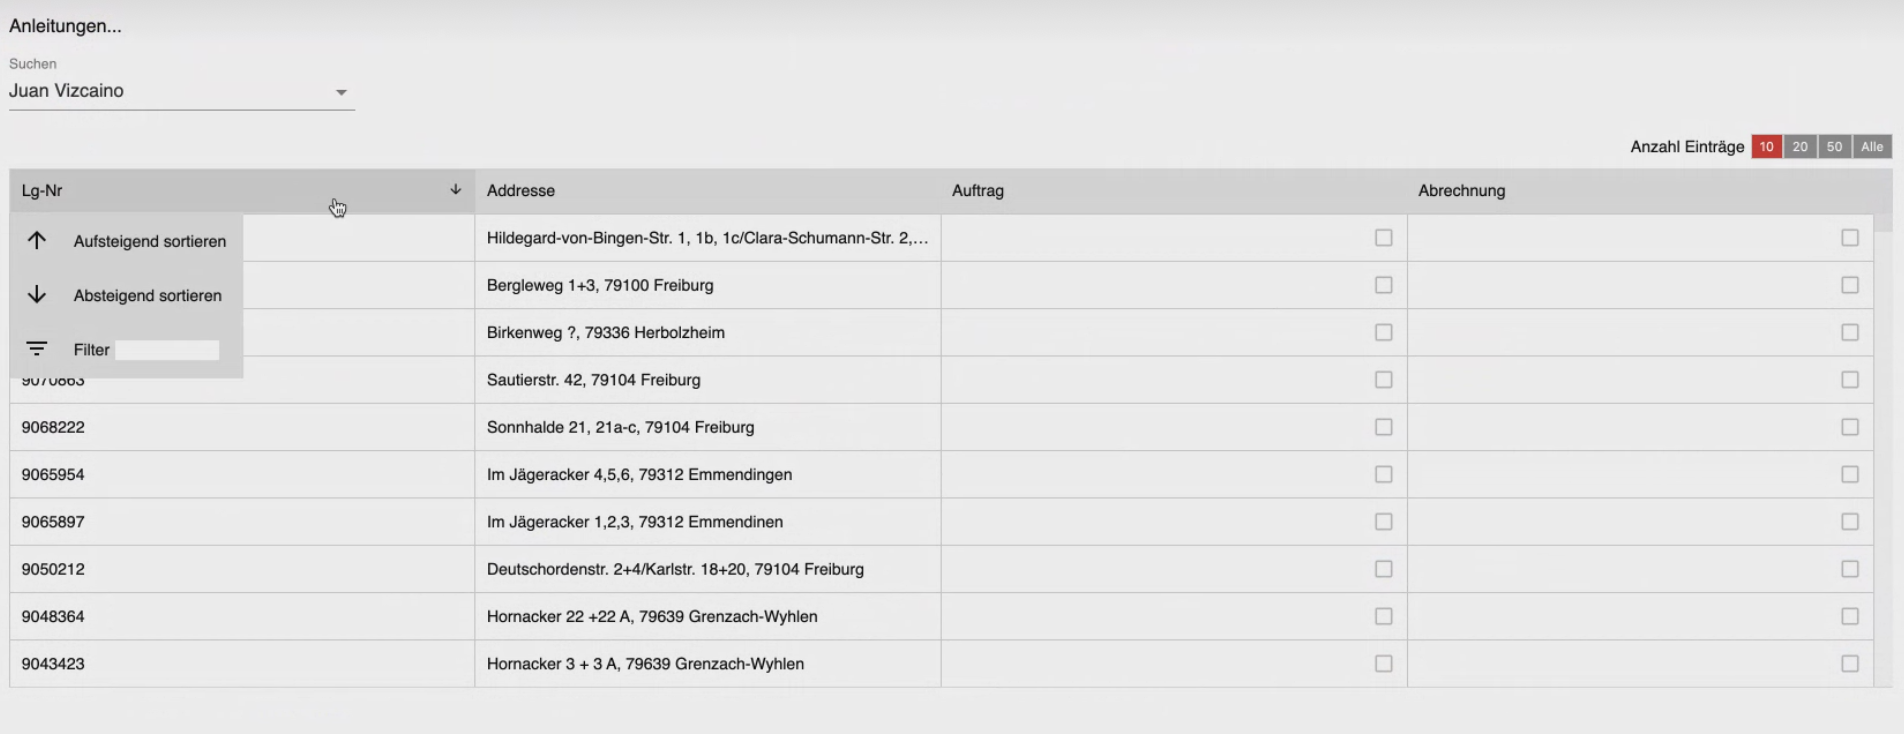 Anleitungen...
Suchen
Juan Vizcaino
Anzahl Einträge 10 20 50 Alle
Lg-Nr Addresse Auftrag Abrechnung
Aufsteigend sortieren Hildegard-von-Bingen-Str. 1, 1b, 1c/Clara-Schumann-Str. 2,...
Absteigend sortieren Bergleweg 1+3, 79100 Freiburg
Filter Birkenweg ?, 79336 Herbolzheim
9070863 Sautierstr. 42, 79104 Freiburg
9068222 Sonnhalde 21, 21a-c, 79104 Freiburg
9065954 Im Jägeracker 4,5,6, 79312 Emmendingen
9065897 Im Jägeracker 1,2,3, 79312 Emmendinen
9050212 Deutschordenstr. 2+4/Karlstr. 18+20, 79104 Freiburg
9048364 Hornacker 22 +22 A, 79639 Grenzach-Wyhlen
9043423 Hornacker 3 + 3 A, 79639 Grenzach-Wyhlen